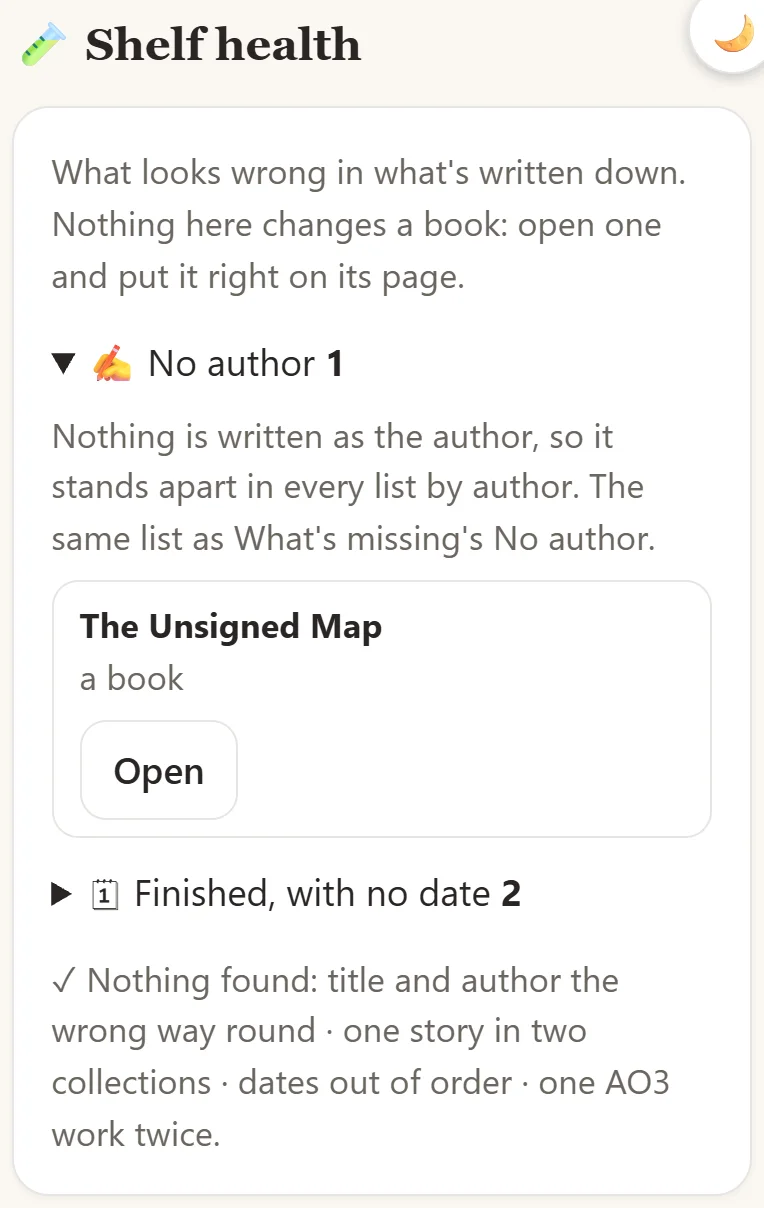 Shelf health
What looks wrong in what's written down.
Nothing here changes a book: open one
and put it right on its page.
▼ ✍️ No author 1
Nothing is written as the author, so it
stands apart in every list by author. The
same list as What's missing's No author.
The Unsigned Map
a book
Open
▶ 🗓 Finished, with no date 2
✓ Nothing found: title and author the
wrong way round · one story in two
collections · dates out of order · one AO3
work twice.